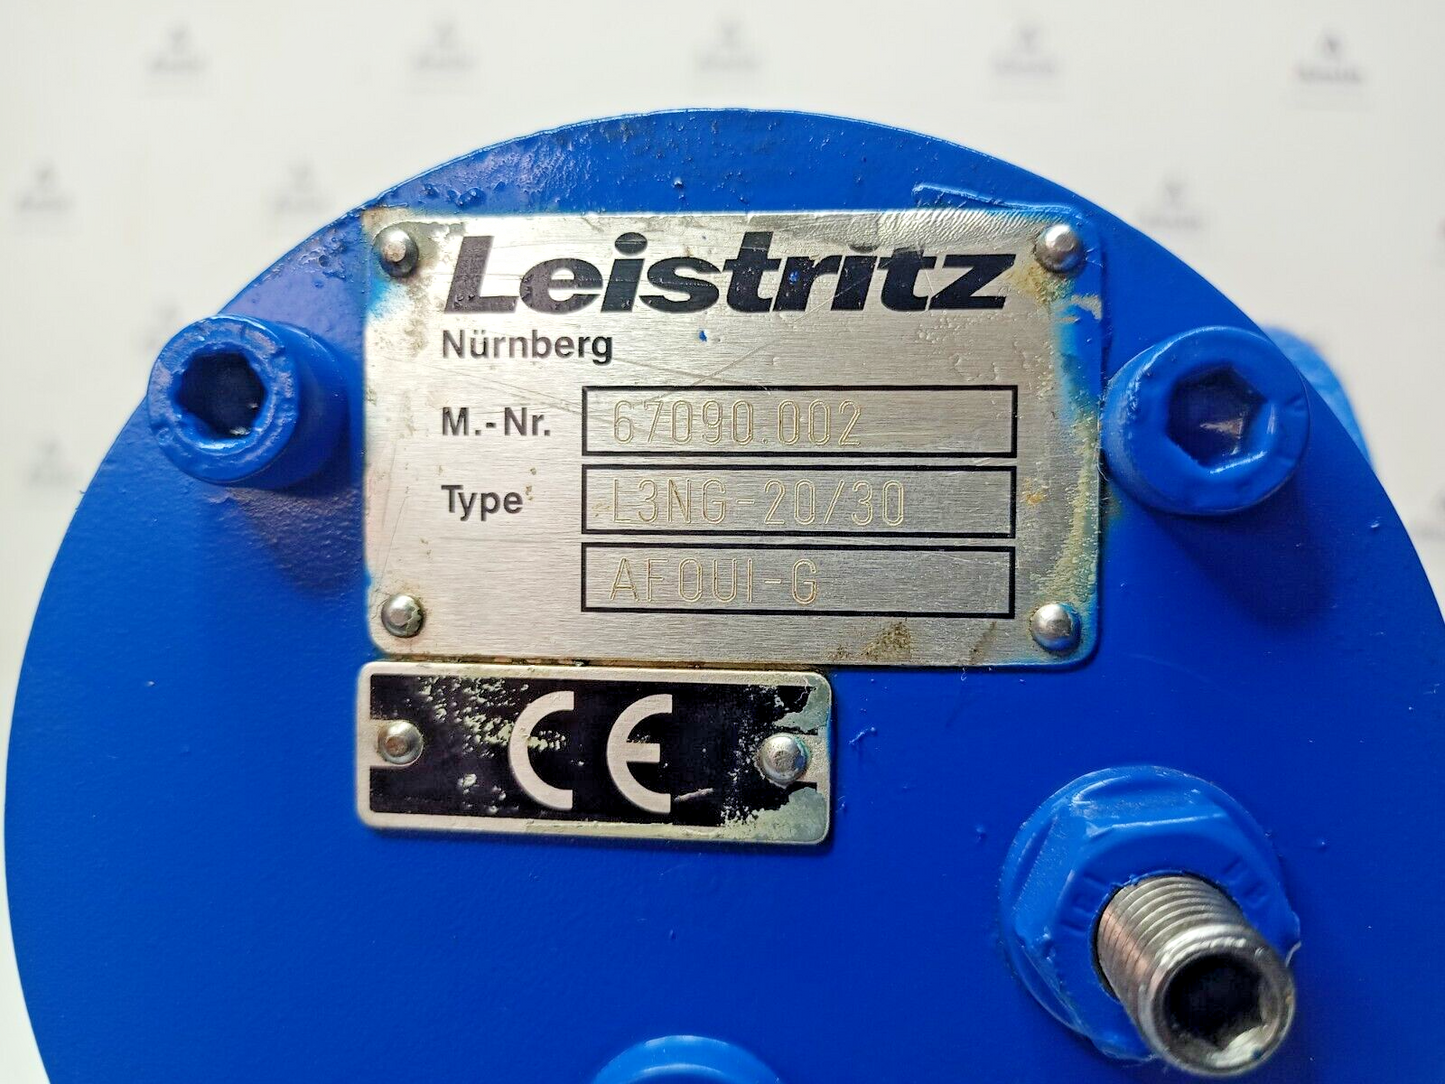 Leistritz
Nürnberg
M.-Nr. 67090.002
Type L3NG-20/30
AFOUI-G
CE